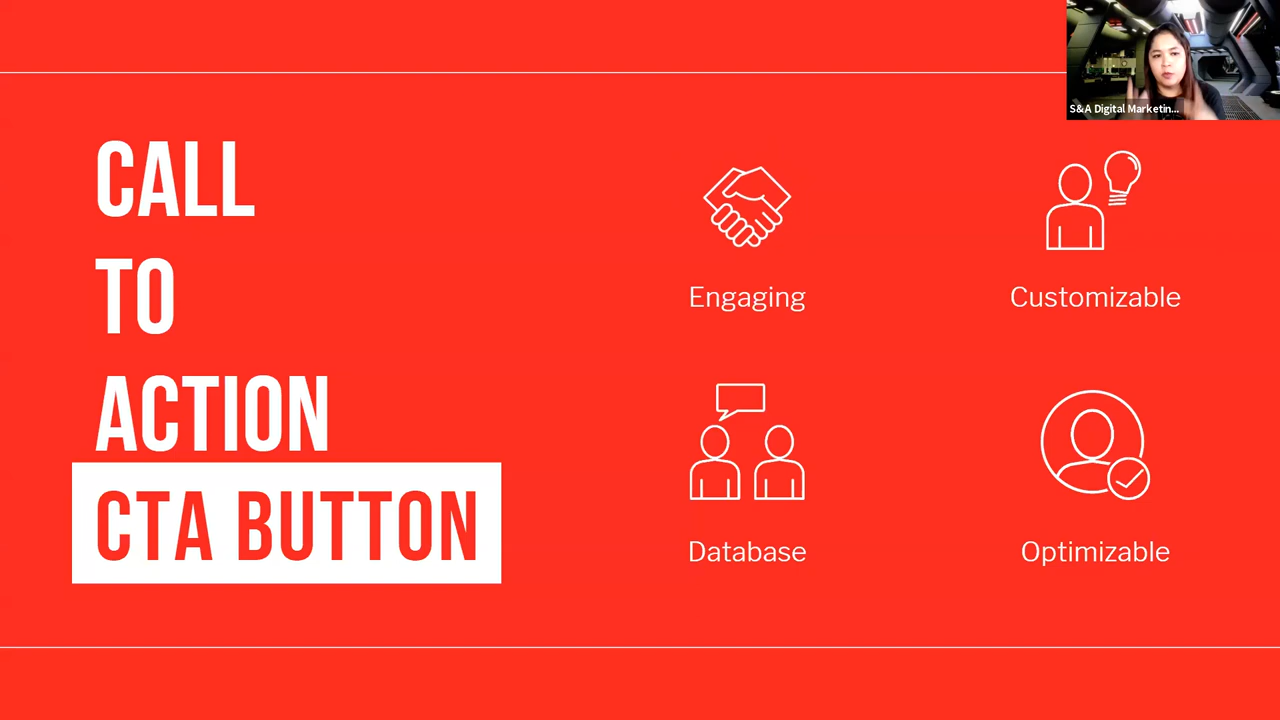 S&A Digital Marketin...
CALL
TO
ACTION
CTA BUTTON
Engaging
Customizable
Database
Optimizable